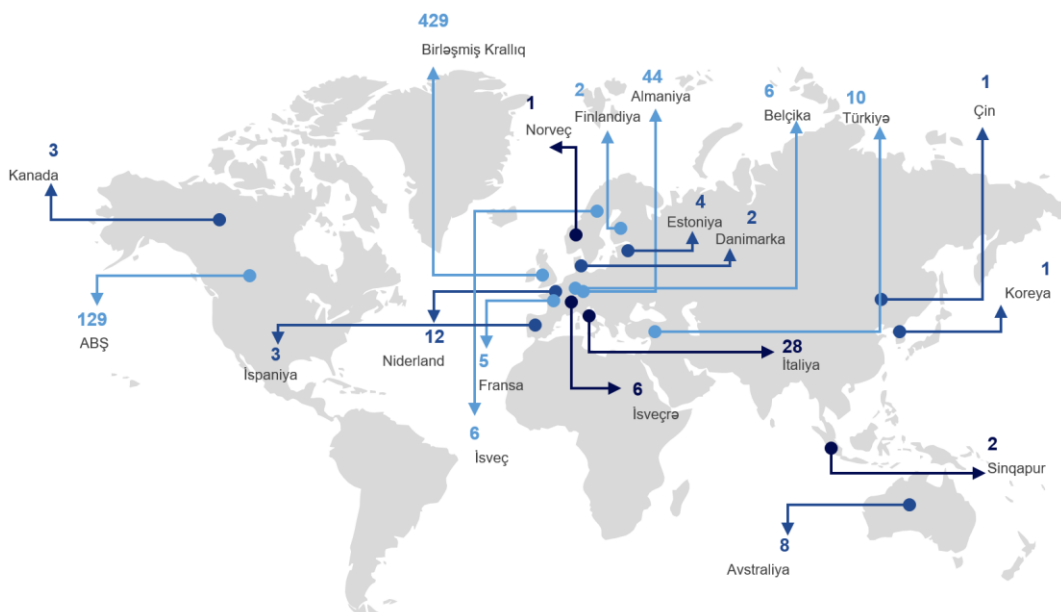 429
Birləşmiş Krallıq
1
Norveç
2
Finlandiya
44
Almaniya
6
Belçika
10
Türkiyə
1
Çin
3
Kanada
4
Estoniya
2
Danimarka
1
Koreya
129
ABŞ
3
İspaniya
12
Niderland
5
Fransa
28
İtaliya
6
İsveçrə
6
İsveç
2
Sinqapur
8
Avstraliya